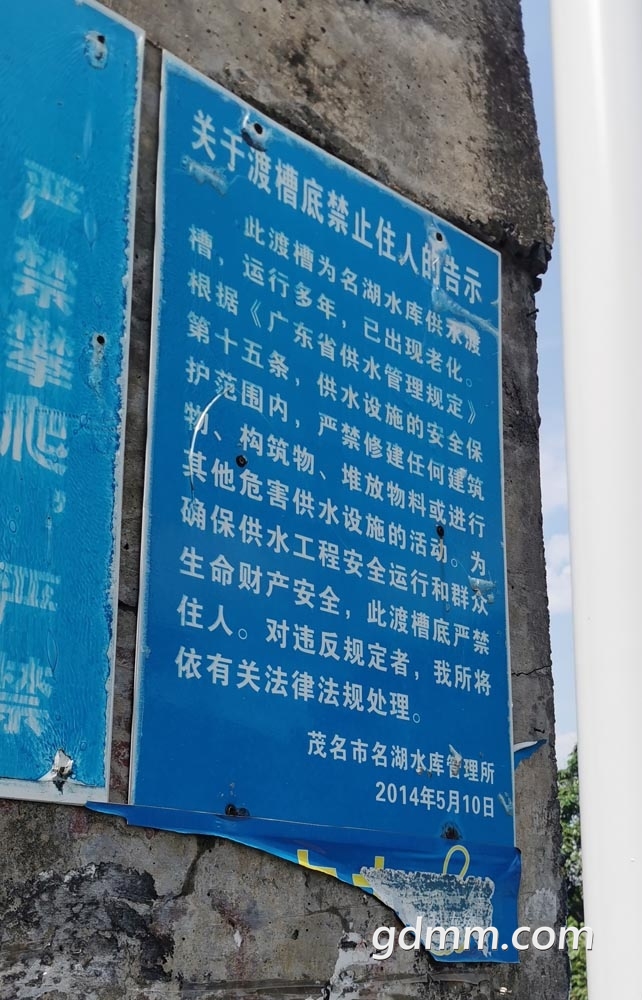 关于渡槽底禁止住人的告示
此渡槽为名湖水库供水渡
槽，运行多年，已出现老化。
根据《广东省供水管理规定》
第十五条，供水设施的安全保
护范围内，严禁修建任何建筑
物、构筑物、堆放物料或进行
其他危害供水设施的活动。为
确保供水工程安全运行和群众
生命财产安全，此渡槽底严禁
住人。对违反规定者，我所将
依有关法律法规处理。
茂名市名湖水库管理所
2014年5月10日
严禁攀
严禁
gdmm.com